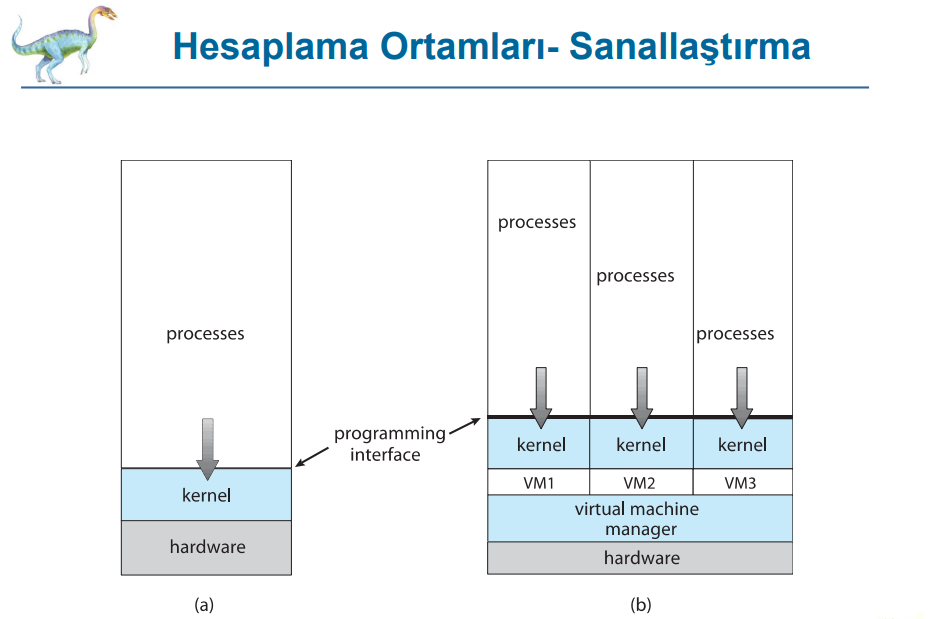 Hesaplama Ortamları- Sanallaştırma
processes
programming
interface
kernel
hardware
(a)
processes
processes
processes
kernel
kernel
kernel
VM1
VM2
VM3
virtual machine
manager
hardware
(b)